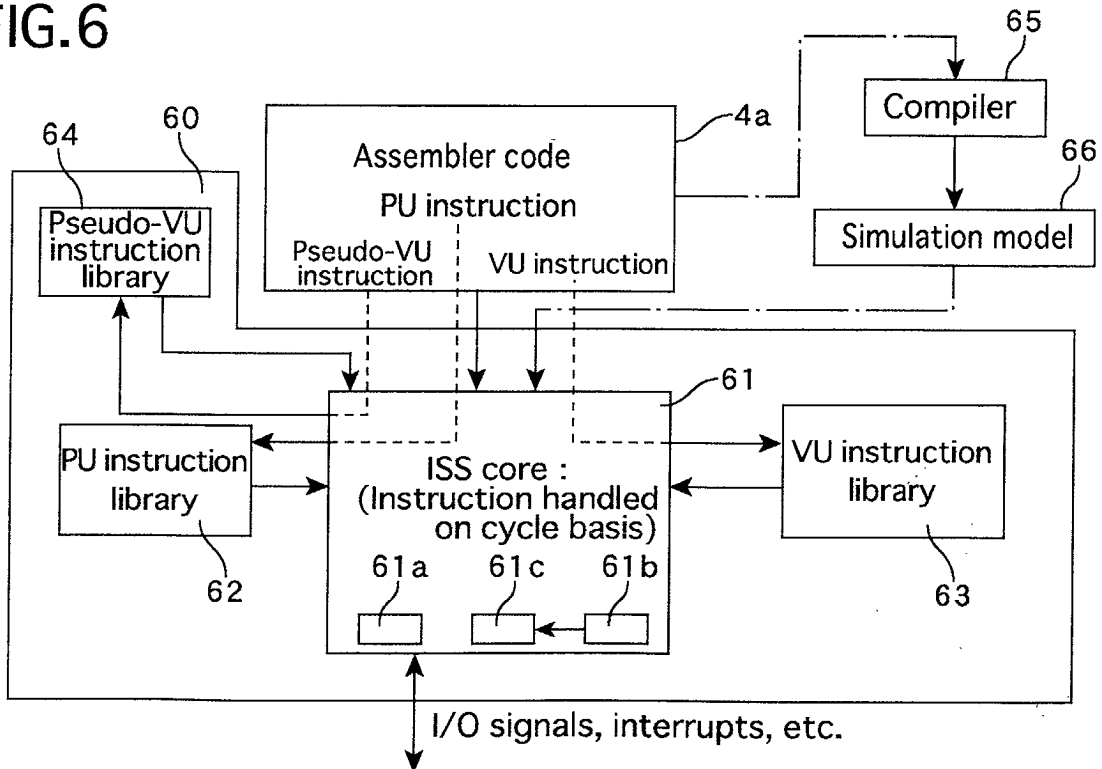 FIG.6
65
Compiler
66
Simulation model
4a
Assembler code
PU instruction
Pseudo-VU
instruction
VU instruction
60
64
Pseudo-VU
instruction
library
61
PU instruction
library
62
ISS core :
(Instruction handled
on cycle basis)
61a
61c
61b
VU instruction
library
63
I/O signals, interrupts, etc.